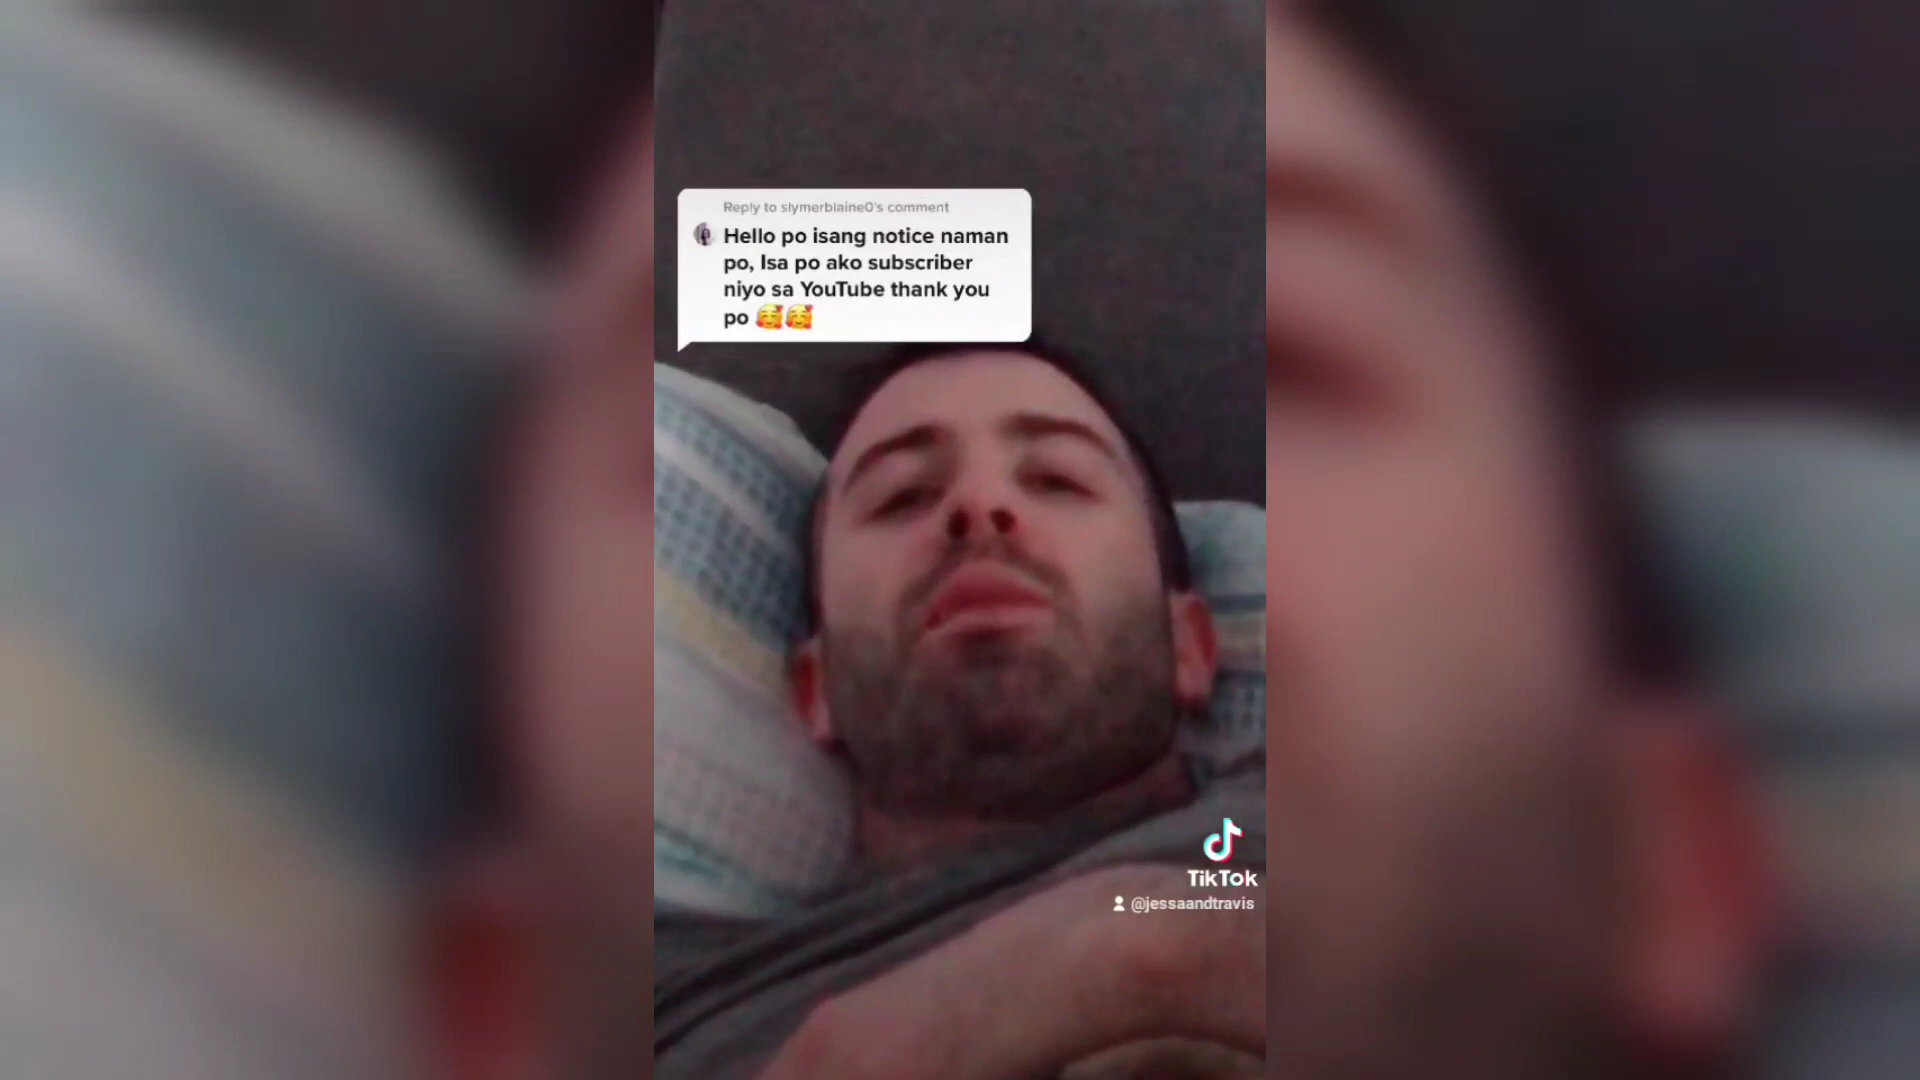 Reply to slymerblaine0's comment
Hello po isang notice naman
po, Isa po ako subscriber
niyo sa YouTube thank you
po 🥰🥰
TikTok
@jessaandtravis